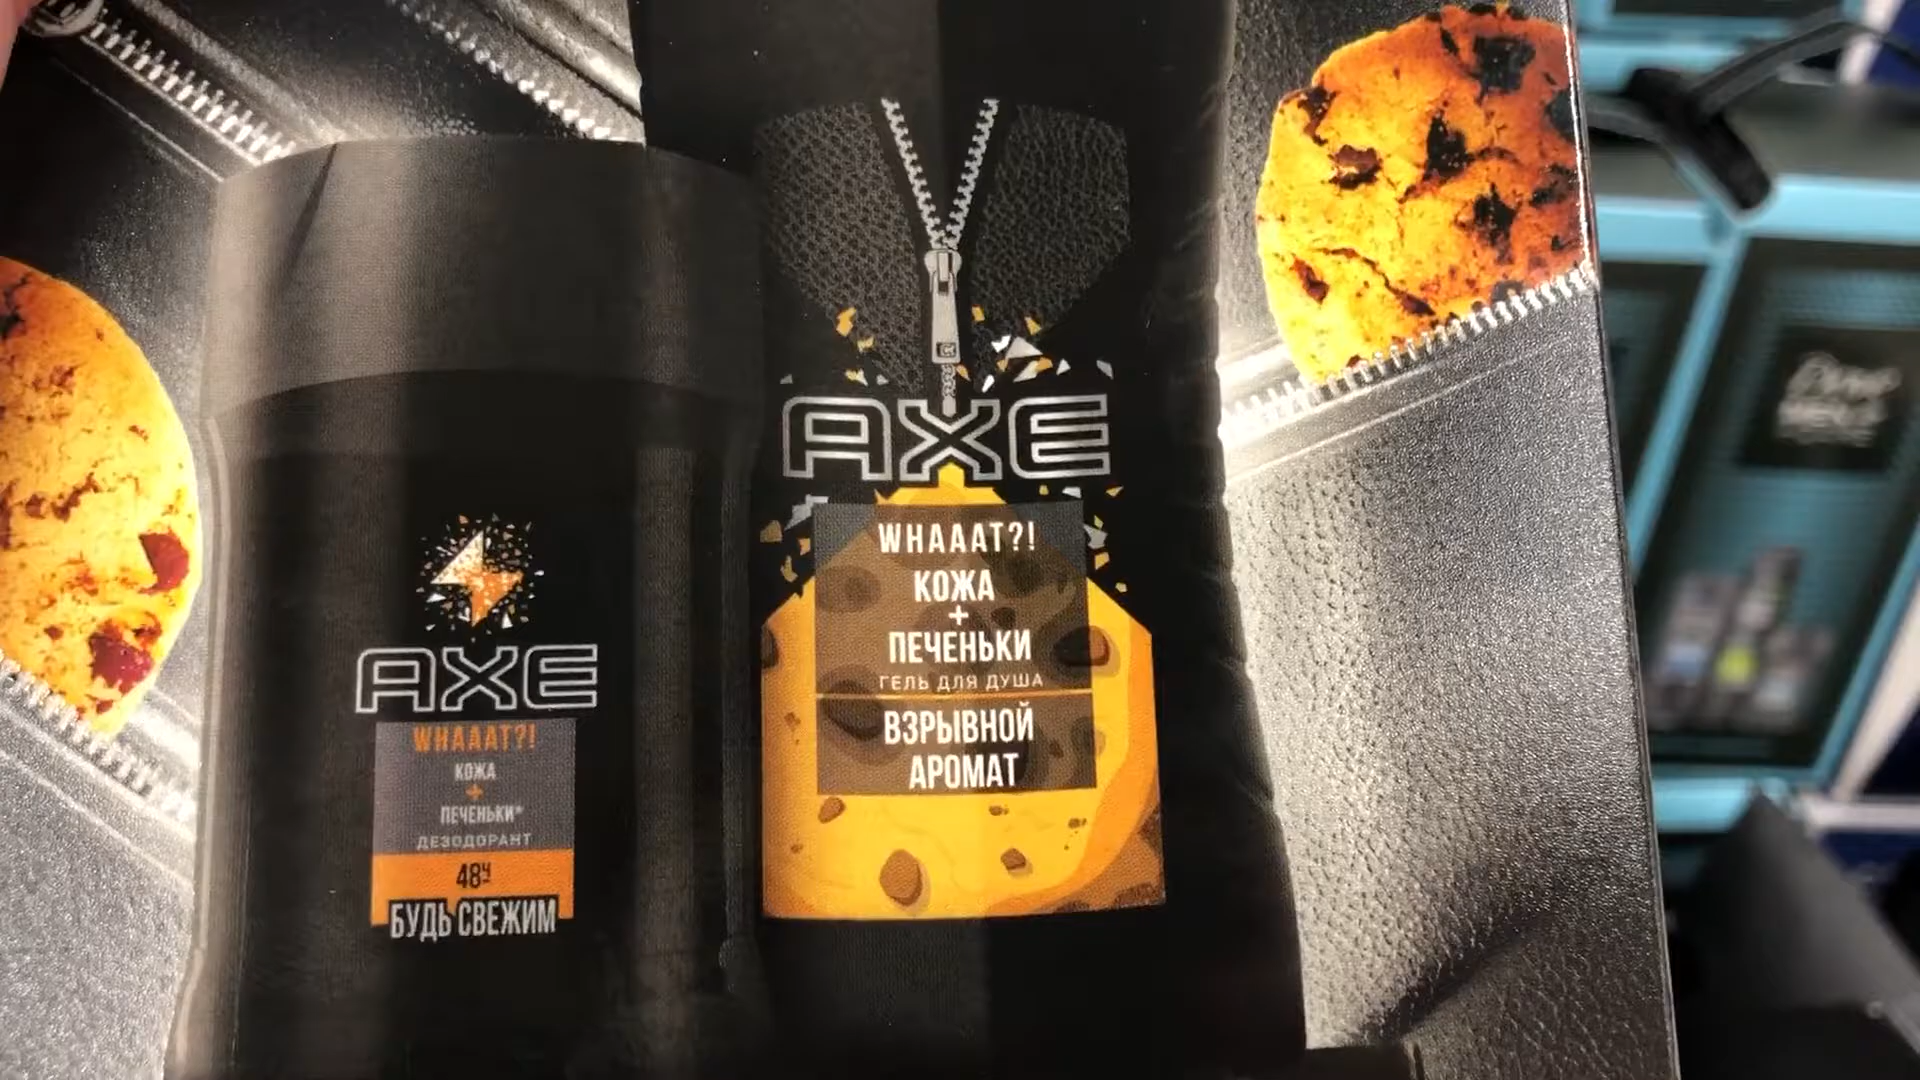 AXE
WHAAAT?!
КОЖА
+
ПЕЧЕНЬКИ*
ДЕЗОДОРАНТ
48Ч
БУДЬ СВЕЖИМ
AXE
WHAAAT?!
КОЖА
+
ПЕЧЕНЬКИ
ГЕЛЬ ДЛЯ ДУША
ВЗРЫВНОЙ
АРОМАТ